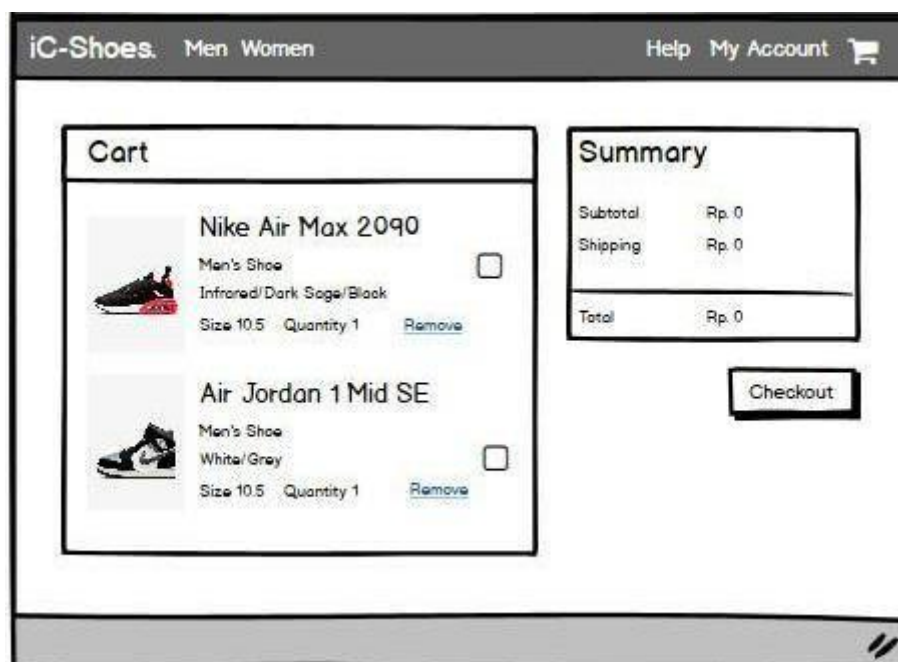 iC-Shoes. Men Women Help My Account
Cart
Nike Air Max 2090
Men's Shoe
Infrared/Dark Sage/Black
Size 10.5 Quantity 1 Remove
Air Jordan 1 Mid SE
Men's Shoe
White/Grey
Size 10.5 Quantity 1 Remove
Summary
Subtotal Rp. 0
Shipping Rp. 0
Total Rp. 0
Checkout